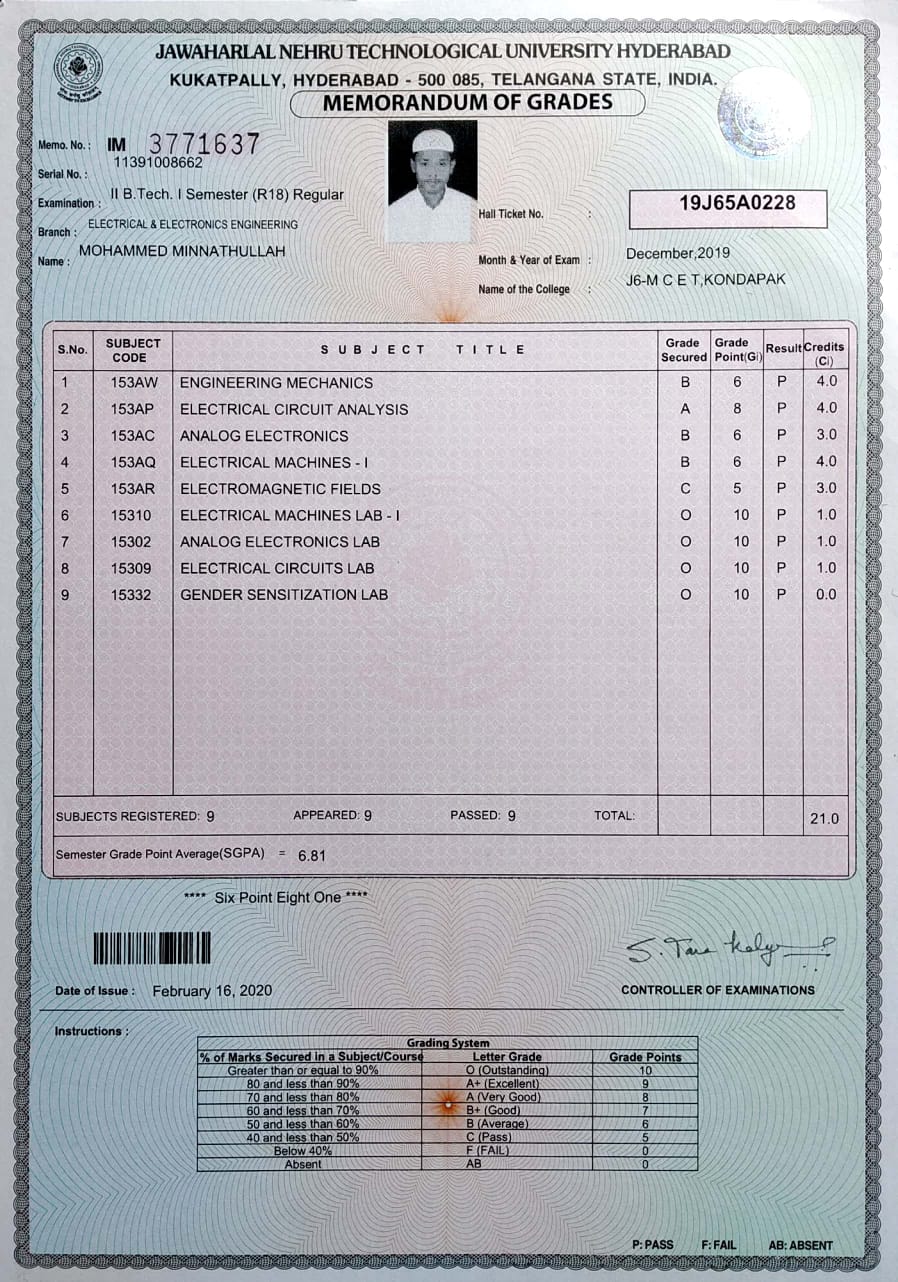 JAWAHARLAL NEHRU TECHNOLOGICAL UNIVERSITY HYDERABAD
KUKATPALLY, HYDERABAD - 500 085, TELANGANA STATE, INDIA.
MEMORANDUM OF GRADES
Memo. No. : IM 3771637
11391008662
Serial No. :
Examination : II B.Tech. I Semester (R18) Regular
Branch : ELECTRICAL & ELECTRONICS ENGINEERING
Name : MOHAMMED MINNATHULLAH
Hall Ticket No. : 19J65A0228
Month & Year of Exam : December,2019
Name of the College : J6-M C E T,KONDAPAK
S.No. SUBJECT CODE SUBJECT TITLE Grade Secured Grade Point(Gi) Result Credits (Ci)
1 153AW ENGINEERING MECHANICS B 6 P 4.0
2 153AP ELECTRICAL CIRCUIT ANALYSIS A 8 P 4.0
3 153AC ANALOG ELECTRONICS B 6 P 3.0
4 153AQ ELECTRICAL MACHINES - I B 6 P 4.0
5 153AR ELECTROMAGNETIC FIELDS C 5 P 3.0
6 15310 ELECTRICAL MACHINES LAB - I O 10 P 1.0
7 15302 ANALOG ELECTRONICS LAB O 10 P 1.0
8 15309 ELECTRICAL CIRCUITS LAB O 10 P 1.0
9 15332 GENDER SENSITIZATION LAB O 10 P 0.0
SUBJECTS REGISTERED: 9 APPEARED: 9 PASSED: 9 TOTAL: 21.0
Semester Grade Point Average(SGPA) = 6.81
**** Six Point Eight One ****
Date of Issue : February 16, 2020
CONTROLLER OF EXAMINATIONS
Instructions :
Grading System
% of Marks Secured in a Subject/Course Letter Grade Grade Points
Greater than or equal to 90% O (Outstanding) 10
80 and less than 90% A+ (Excellent) 9
70 and less than 80% A (Very Good) 8
60 and less than 70% B+ (Good) 7
50 and less than 60% B (Average) 6
40 and less than 50% C (Pass) 5
Below 40% F (FAIL) 0
Absent AB 0
P: PASS F: FAIL AB: ABSENT